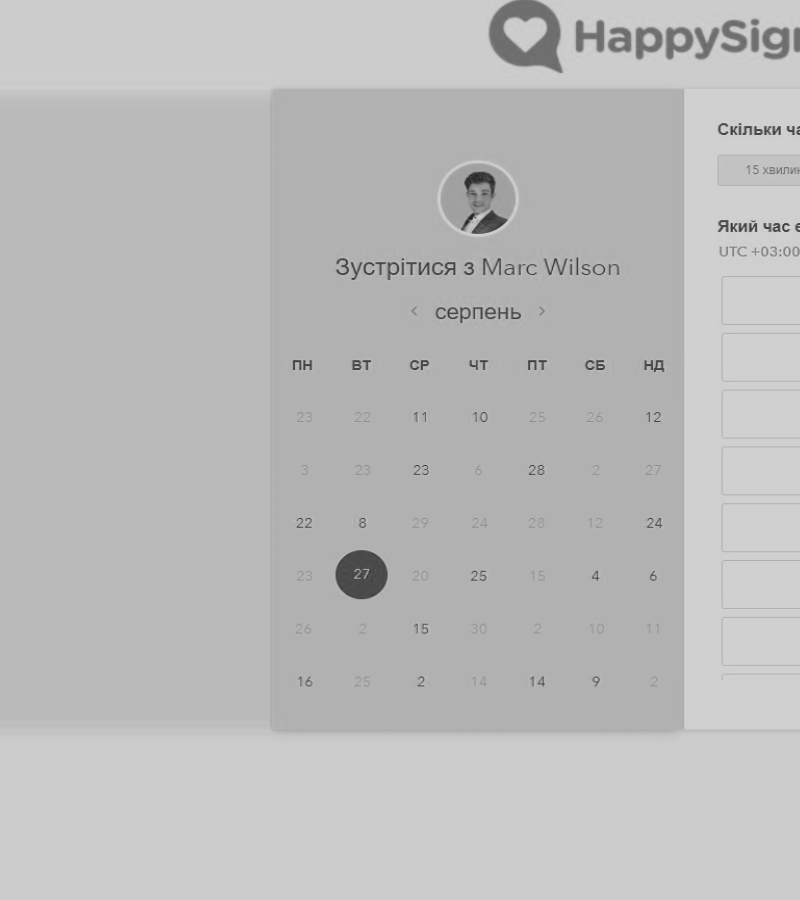 HappySign
Зустрітися з Marc Wilson
серпень
ПН ВТ СР ЧТ ПТ СБ НД
23 22 11 10 25 26 12
3 23 23 6 28 2 27
22 8 29 24 28 12 24
23 27 20 25 15 4 6
26 2 15 30 2 10 11
16 25 2 14 14 9 2
Скільки ча
15 хвилин
Який час є
UTC +03:00